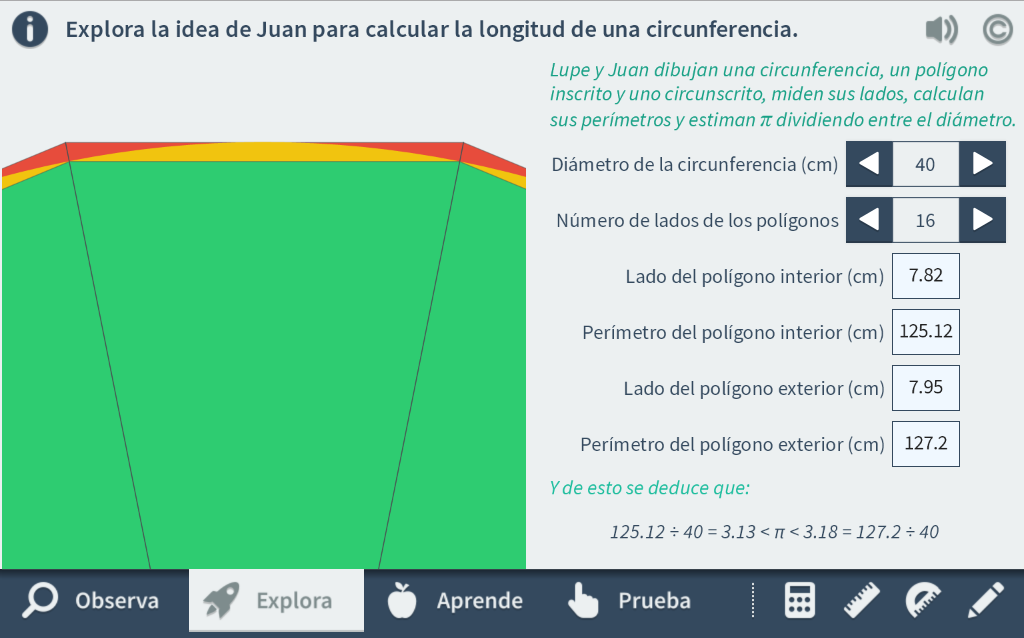 Explora la idea de Juan para calcular la longitud de una circunferencia.
Lupe y Juan dibujan una circunferencia, un polígono
inscrito y uno circunscrito, miden sus lados, calculan
sus perímetros y estiman π dividiendo entre el diámetro.
Diámetro de la circunferencia (cm) 40
Número de lados de los polígonos 16
Lado del polígono interior (cm) 7.82
Perímetro del polígono interior (cm) 125.12
Lado del polígono exterior (cm) 7.95
Perímetro del polígono exterior (cm) 127.2
Y de esto se deduce que:
125.12 ÷ 40 = 3.13 < π < 3.18 = 127.2 ÷ 40
Observa Explora Aprende Prueba